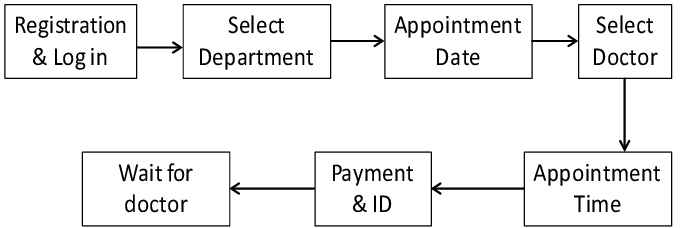 Registration
& Log in
Select
Department
Appointment
Date
Select
Doctor
Appointment
Time
Payment
& ID
Wait for
doctor